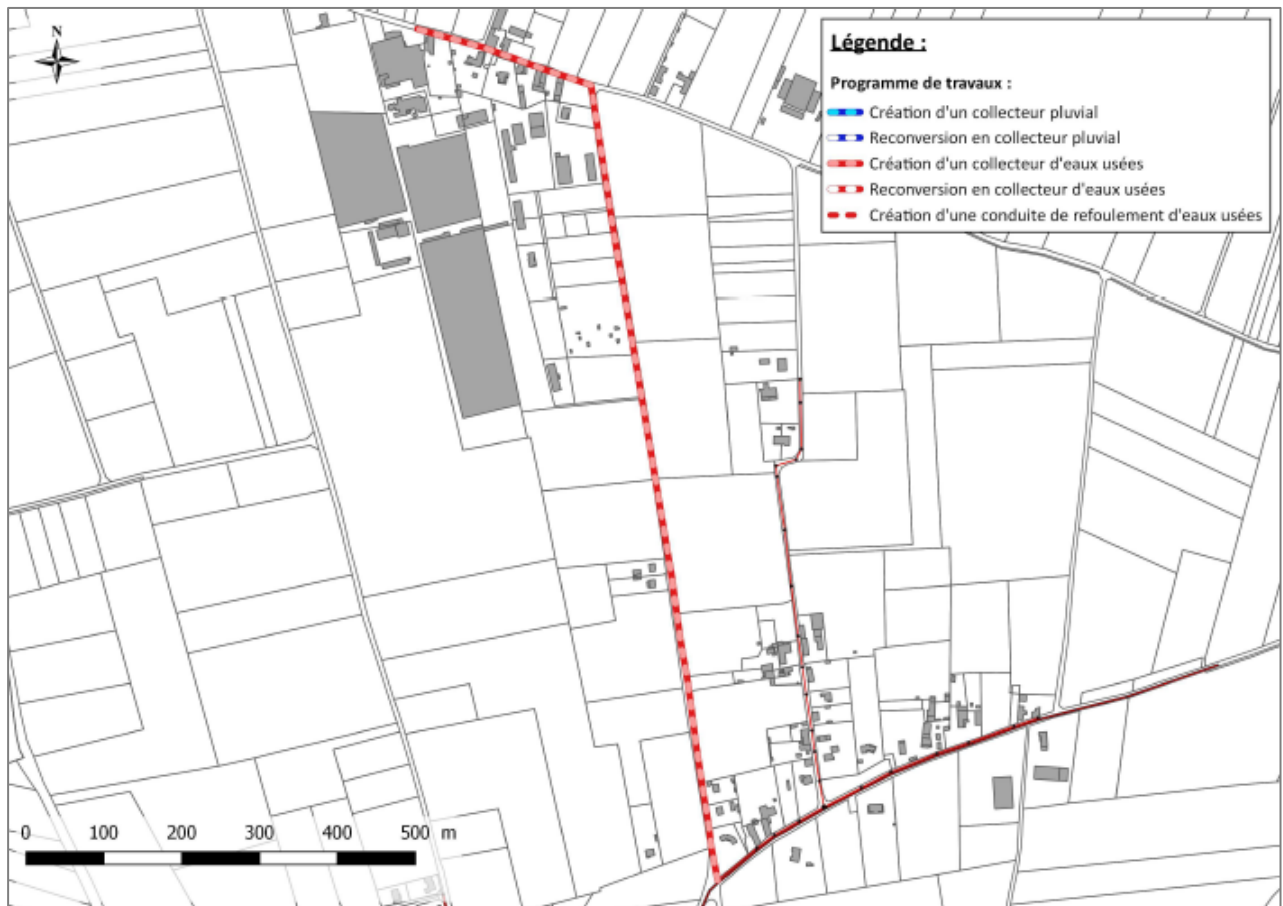 N
Légende :
Programme de travaux :
Création d'un collecteur pluvial
Reconversion en collecteur pluvial
Création d'un collecteur d'eaux usées
Reconversion en collecteur d'eaux usées
Création d'une conduite de refoulement d'eaux usées
0 100 200 300 400 500 m